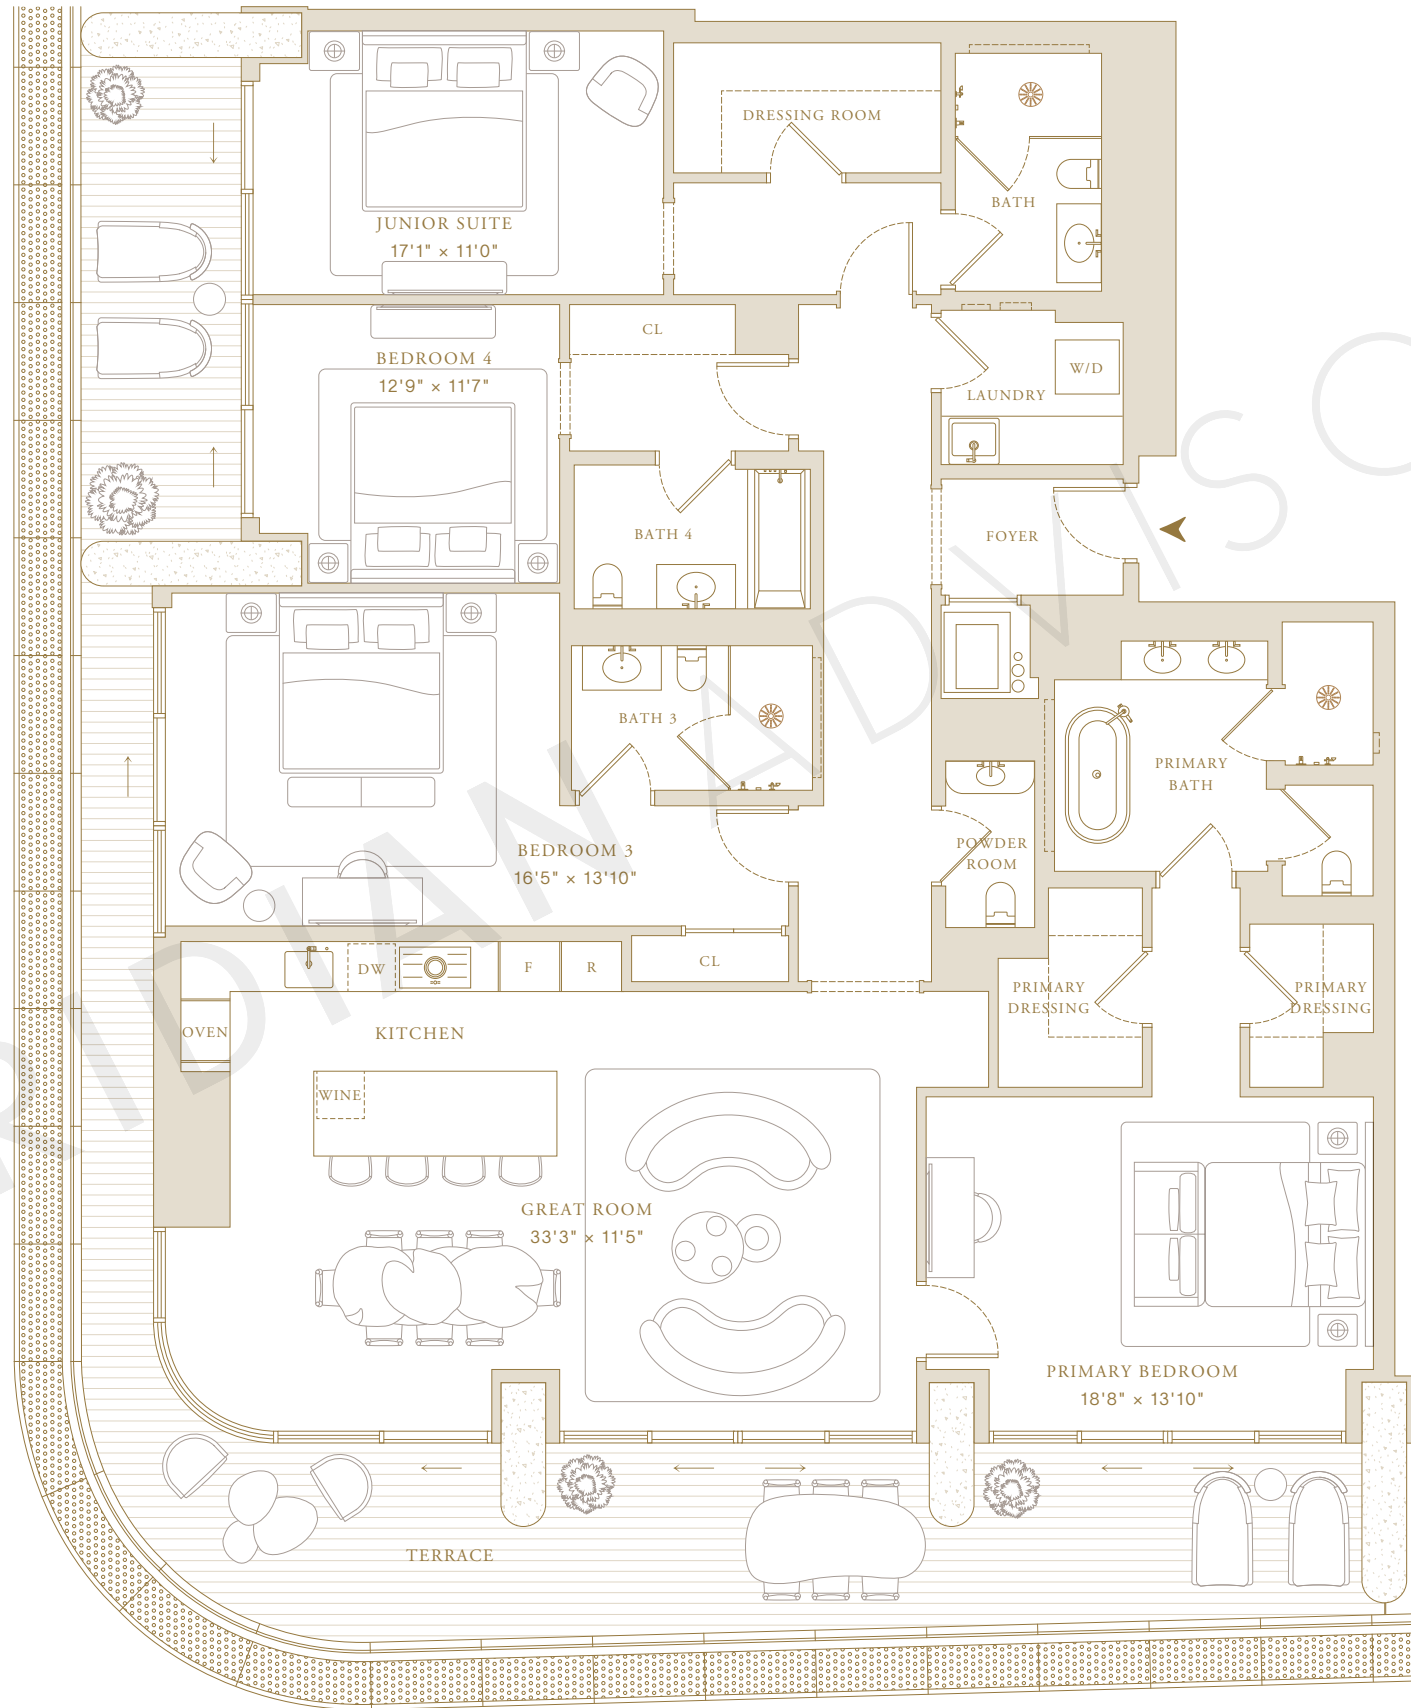 DRESSING ROOM
BATH
JUNIOR SUITE
17'1" × 11'0"
CL
BEDROOM 4
12'9" × 11'7"
W/D
LAUNDRY
BATH 4
FOYER
BATH 3
PRIMARY
BATH
POWDER
ROOM
BEDROOM 3
16'5" × 13'10"
DW
F
R
CL
PRIMARY
DRESSING
PRIMARY
DRESSING
OVEN
KITCHEN
WINE
GREAT ROOM
33'3" × 11'5"
PRIMARY BEDROOM
18'8" × 13'10"
TERRACE
RIDIAN ADVISO